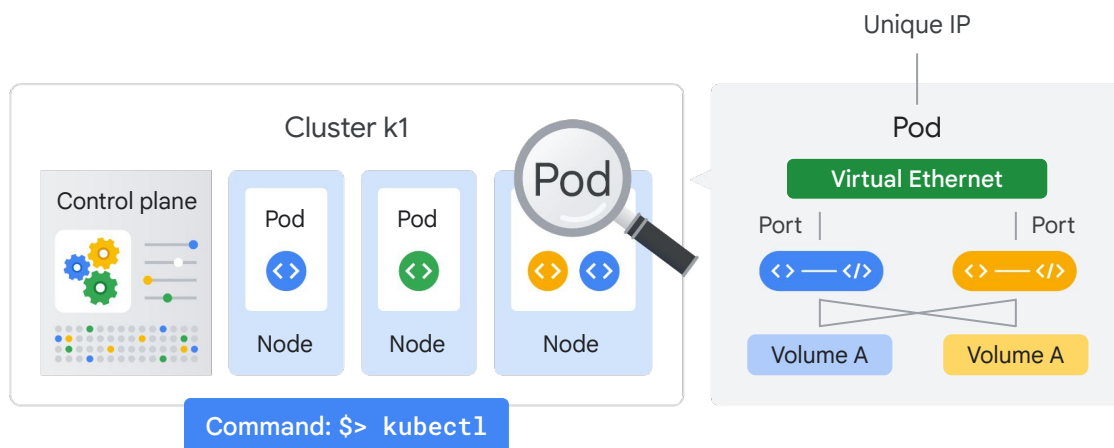 Unique IP
Cluster k1
Pod
Control plane
Pod
Node
Pod
Node
Pod
Node
Command: $> kubectl
Virtual Ethernet
Port
Port
<> — </>
<> — </>
Volume A
Volume A